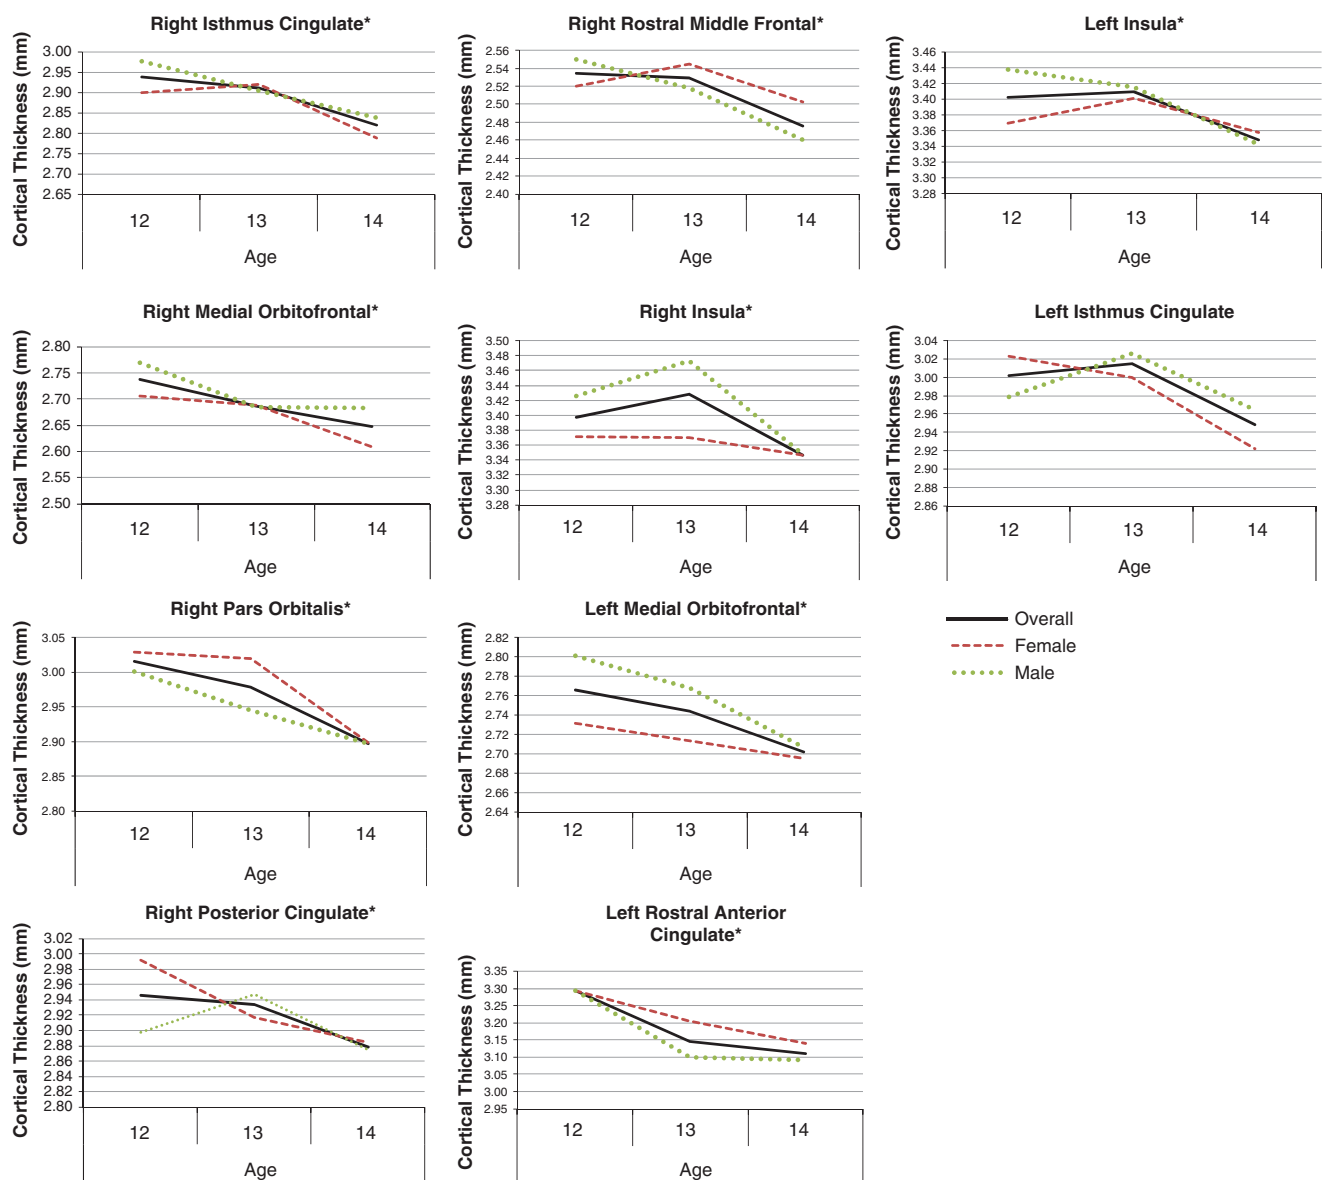 Right Isthmus Cingulate*
Cortical Thickness (mm)
3.00
2.95
2.90
2.85
2.80
2.75
2.70
2.65
12 13 14
Age
Right Rostral Middle Frontal*
Cortical Thickness (mm)
2.56
2.54
2.52
2.50
2.48
2.46
2.44
2.42
2.40
12 13 14
Age
Left Insula*
Cortical Thickness (mm)
3.46
3.44
3.42
3.40
3.38
3.36
3.34
3.32
3.30
3.28
12 13 14
Age
Right Medial Orbitofrontal*
Cortical Thickness (mm)
2.80
2.75
2.70
2.65
2.60
2.55
2.50
12 13 14
Age
Right Insula*
Cortical Thickness (mm)
3.50
3.48
3.46
3.44
3.42
3.40
3.38
3.36
3.34
3.32
3.30
3.28
12 13 14
Age
Left Isthmus Cingulate
Cortical Thickness (mm)
3.04
3.02
3.00
2.98
2.96
2.94
2.92
2.90
2.88
2.86
12 13 14
Age
Right Pars Orbitalis*
Cortical Thickness (mm)
3.05
3.00
2.95
2.90
2.85
2.80
12 13 14
Age
Left Medial Orbitofrontal*
Cortical Thickness (mm)
2.82
2.80
2.78
2.76
2.74
2.72
2.70
2.68
2.66
2.64
12 13 14
Age
Overall
Female
Male
Right Posterior Cingulate*
Cortical Thickness (mm)
3.02
3.00
2.98
2.96
2.94
2.92
2.90
2.88
2.86
2.84
2.82
2.80
12 13 14
Age
Left Rostral Anterior
Cingulate*
Cortical Thickness (mm)
3.35
3.30
3.25
3.20
3.15
3.10
3.05
3.00
2.95
12 13 14
Age